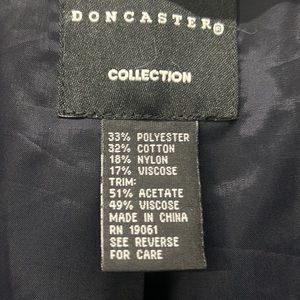 DONCASTER®
COLLECTION
33% POLYESTER
32% COTTON
18% NYLON
17% VISCOSE
TRIM:
51% ACETATE
49% VISCOSE
MADE IN CHINA
RN 19061
SEE REVERSE
FOR CARE